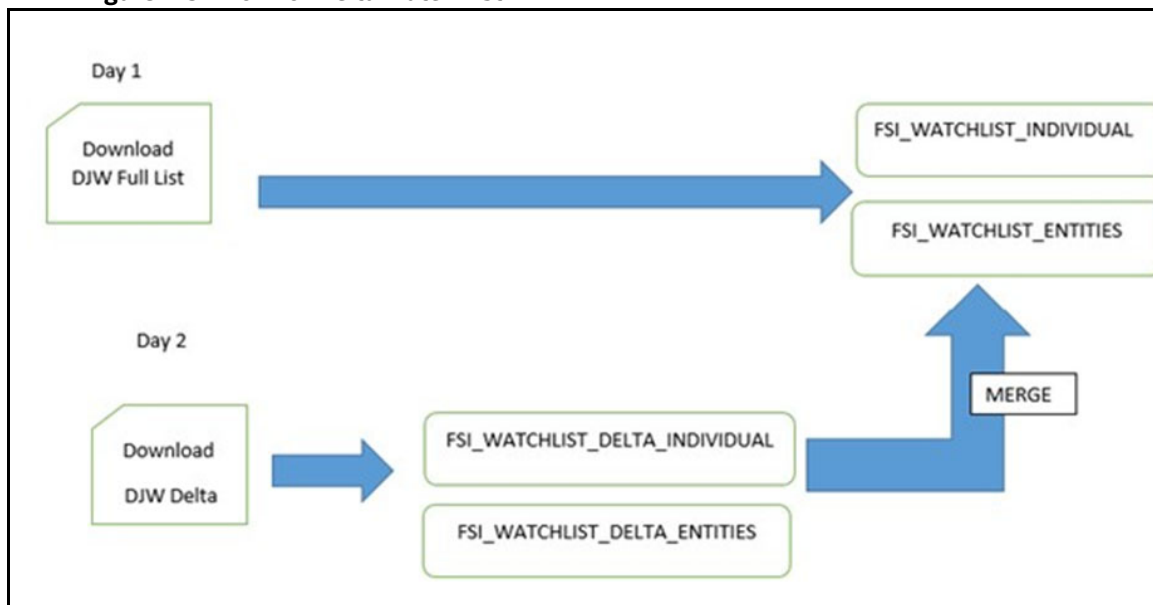 Day 1
Download
DJW Full List
FSI_WATCHLIST_INDIVIDUAL
FSI_WATCHLIST_ENTITIES
Day 2
MERGE
Download
DJW Delta
FSI_WATCHLIST_DELTA_INDIVIDUAL
FSI_WATCHLIST_DELTA_ENTITIES